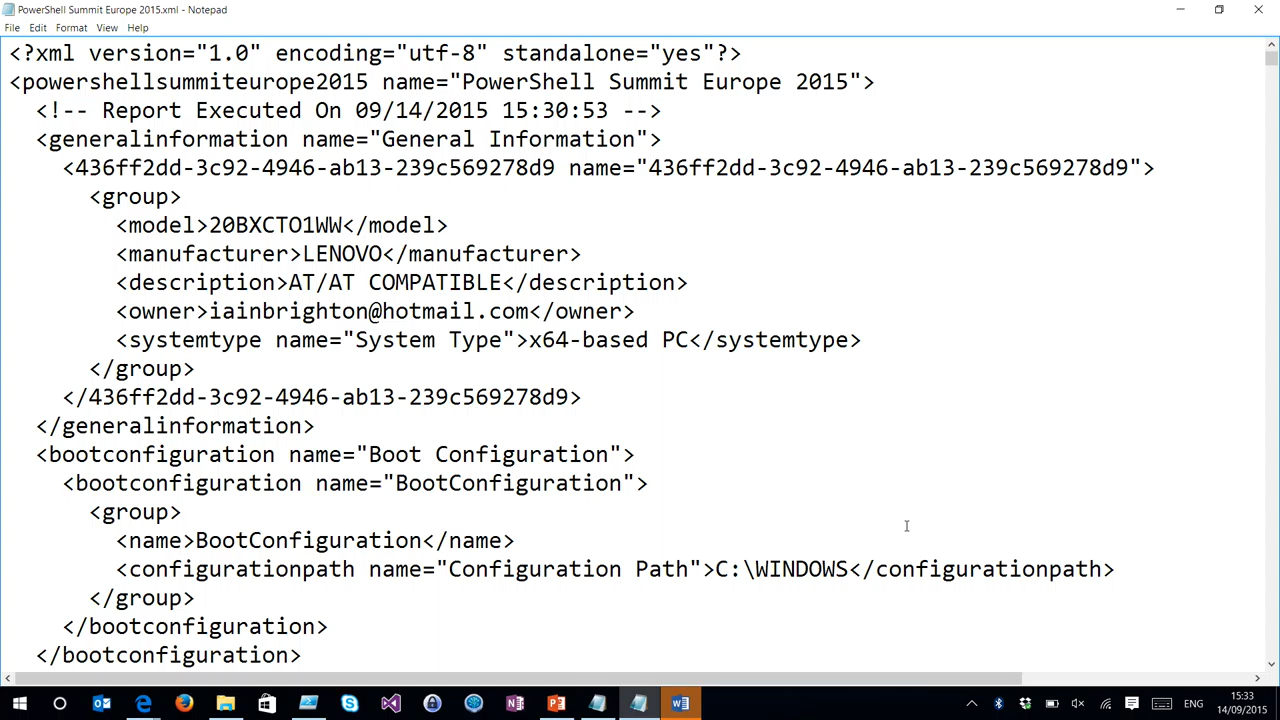 PowerShell Summit Europe 2015.xml - Notepad
File Edit Format View Help
<?xml version="1.0" encoding="utf-8" standalone="yes"?>
<powershellsummiteurope2015 name="PowerShell Summit Europe 2015">
<!-- Report Executed On 09/14/2015 15:30:53 -->
<generalinformation name="General Information">
<436ff2dd-3c92-4946-ab13-239c569278d9 name="436ff2dd-3c92-4946-ab13-239c569278d9">
<group>
<model>20BXCTO1WW</model>
<manufacturer>LENOVO</manufacturer>
<description>AT/AT COMPATIBLE</description>
<owner>iainbrighton@hotmail.com</owner>
<systemtype name="System Type">x64-based PC</systemtype>
</group>
</436ff2dd-3c92-4946-ab13-239c569278d9>
</generalinformation>
<bootconfiguration name="Boot Configuration">
<bootconfiguration name="BootConfiguration">
<group>
<name>BootConfiguration</name>
<configurationpath name="Configuration Path">C:\WINDOWS</configurationpath>
</group>
</bootconfiguration>
</bootconfiguration>
ENG
15:33
14/09/2015